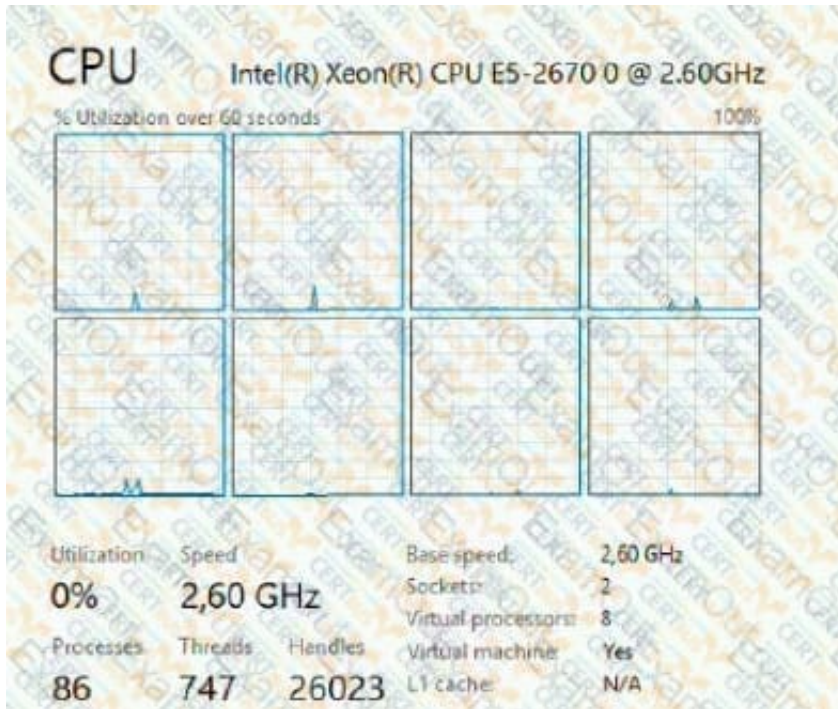 CPU
Intel(R) Xeon(R) CPU E5-2670 0 @ 2.60GHz
% Utilization over 60 seconds 100%
Utilization Speed
0% 2,60 GHz
Processes Threads Handles
86 747 26023
Base speed: 2,60 GHz
Sockets: 2
Virtual processors: 8
Virtual machine: Yes
L1 cache: N/A